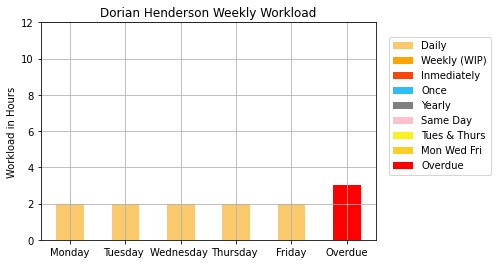 Dorian Henderson Weekly Workload
Workload in Hours
12
10
8
6
4
2
0
Monday Tuesday Wednesday Thursday Friday Overdue
Daily
Weekly (WIP)
Inmediately
Once
Yearly
Same Day
Tues & Thurs
Mon Wed Fri
Overdue